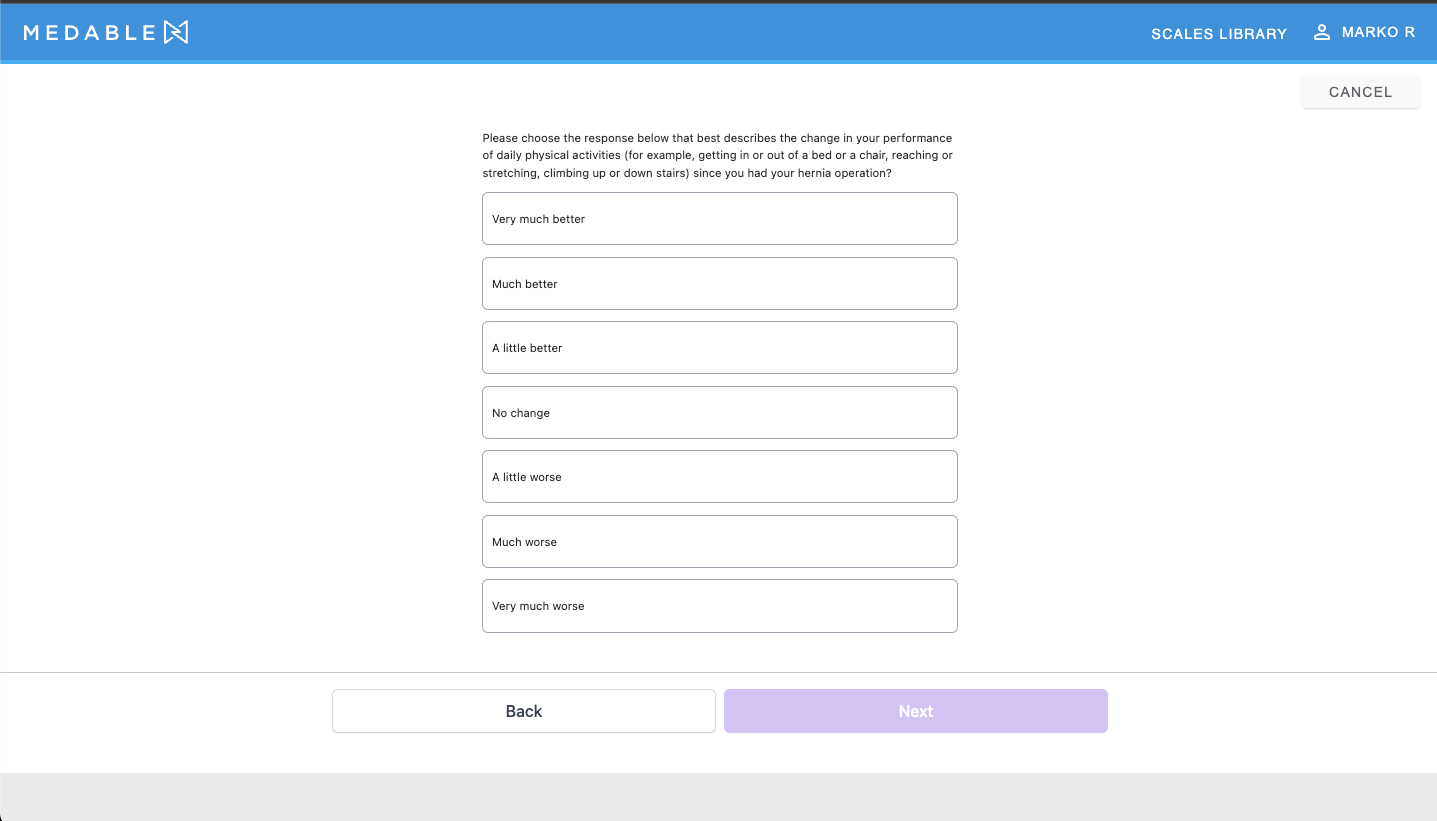 MEDABLE
SCALES LIBRARY
MARKO R
CANCEL
Please choose the response below that best describes the change in your performance
of daily physical activities (for example, getting in or out of a bed or a chair, reaching or
stretching, climbing up or down stairs) since you had your hernia operation?
Very much better
Much better
A little better
No change
A little worse
Much worse
Very much worse
Back
Next